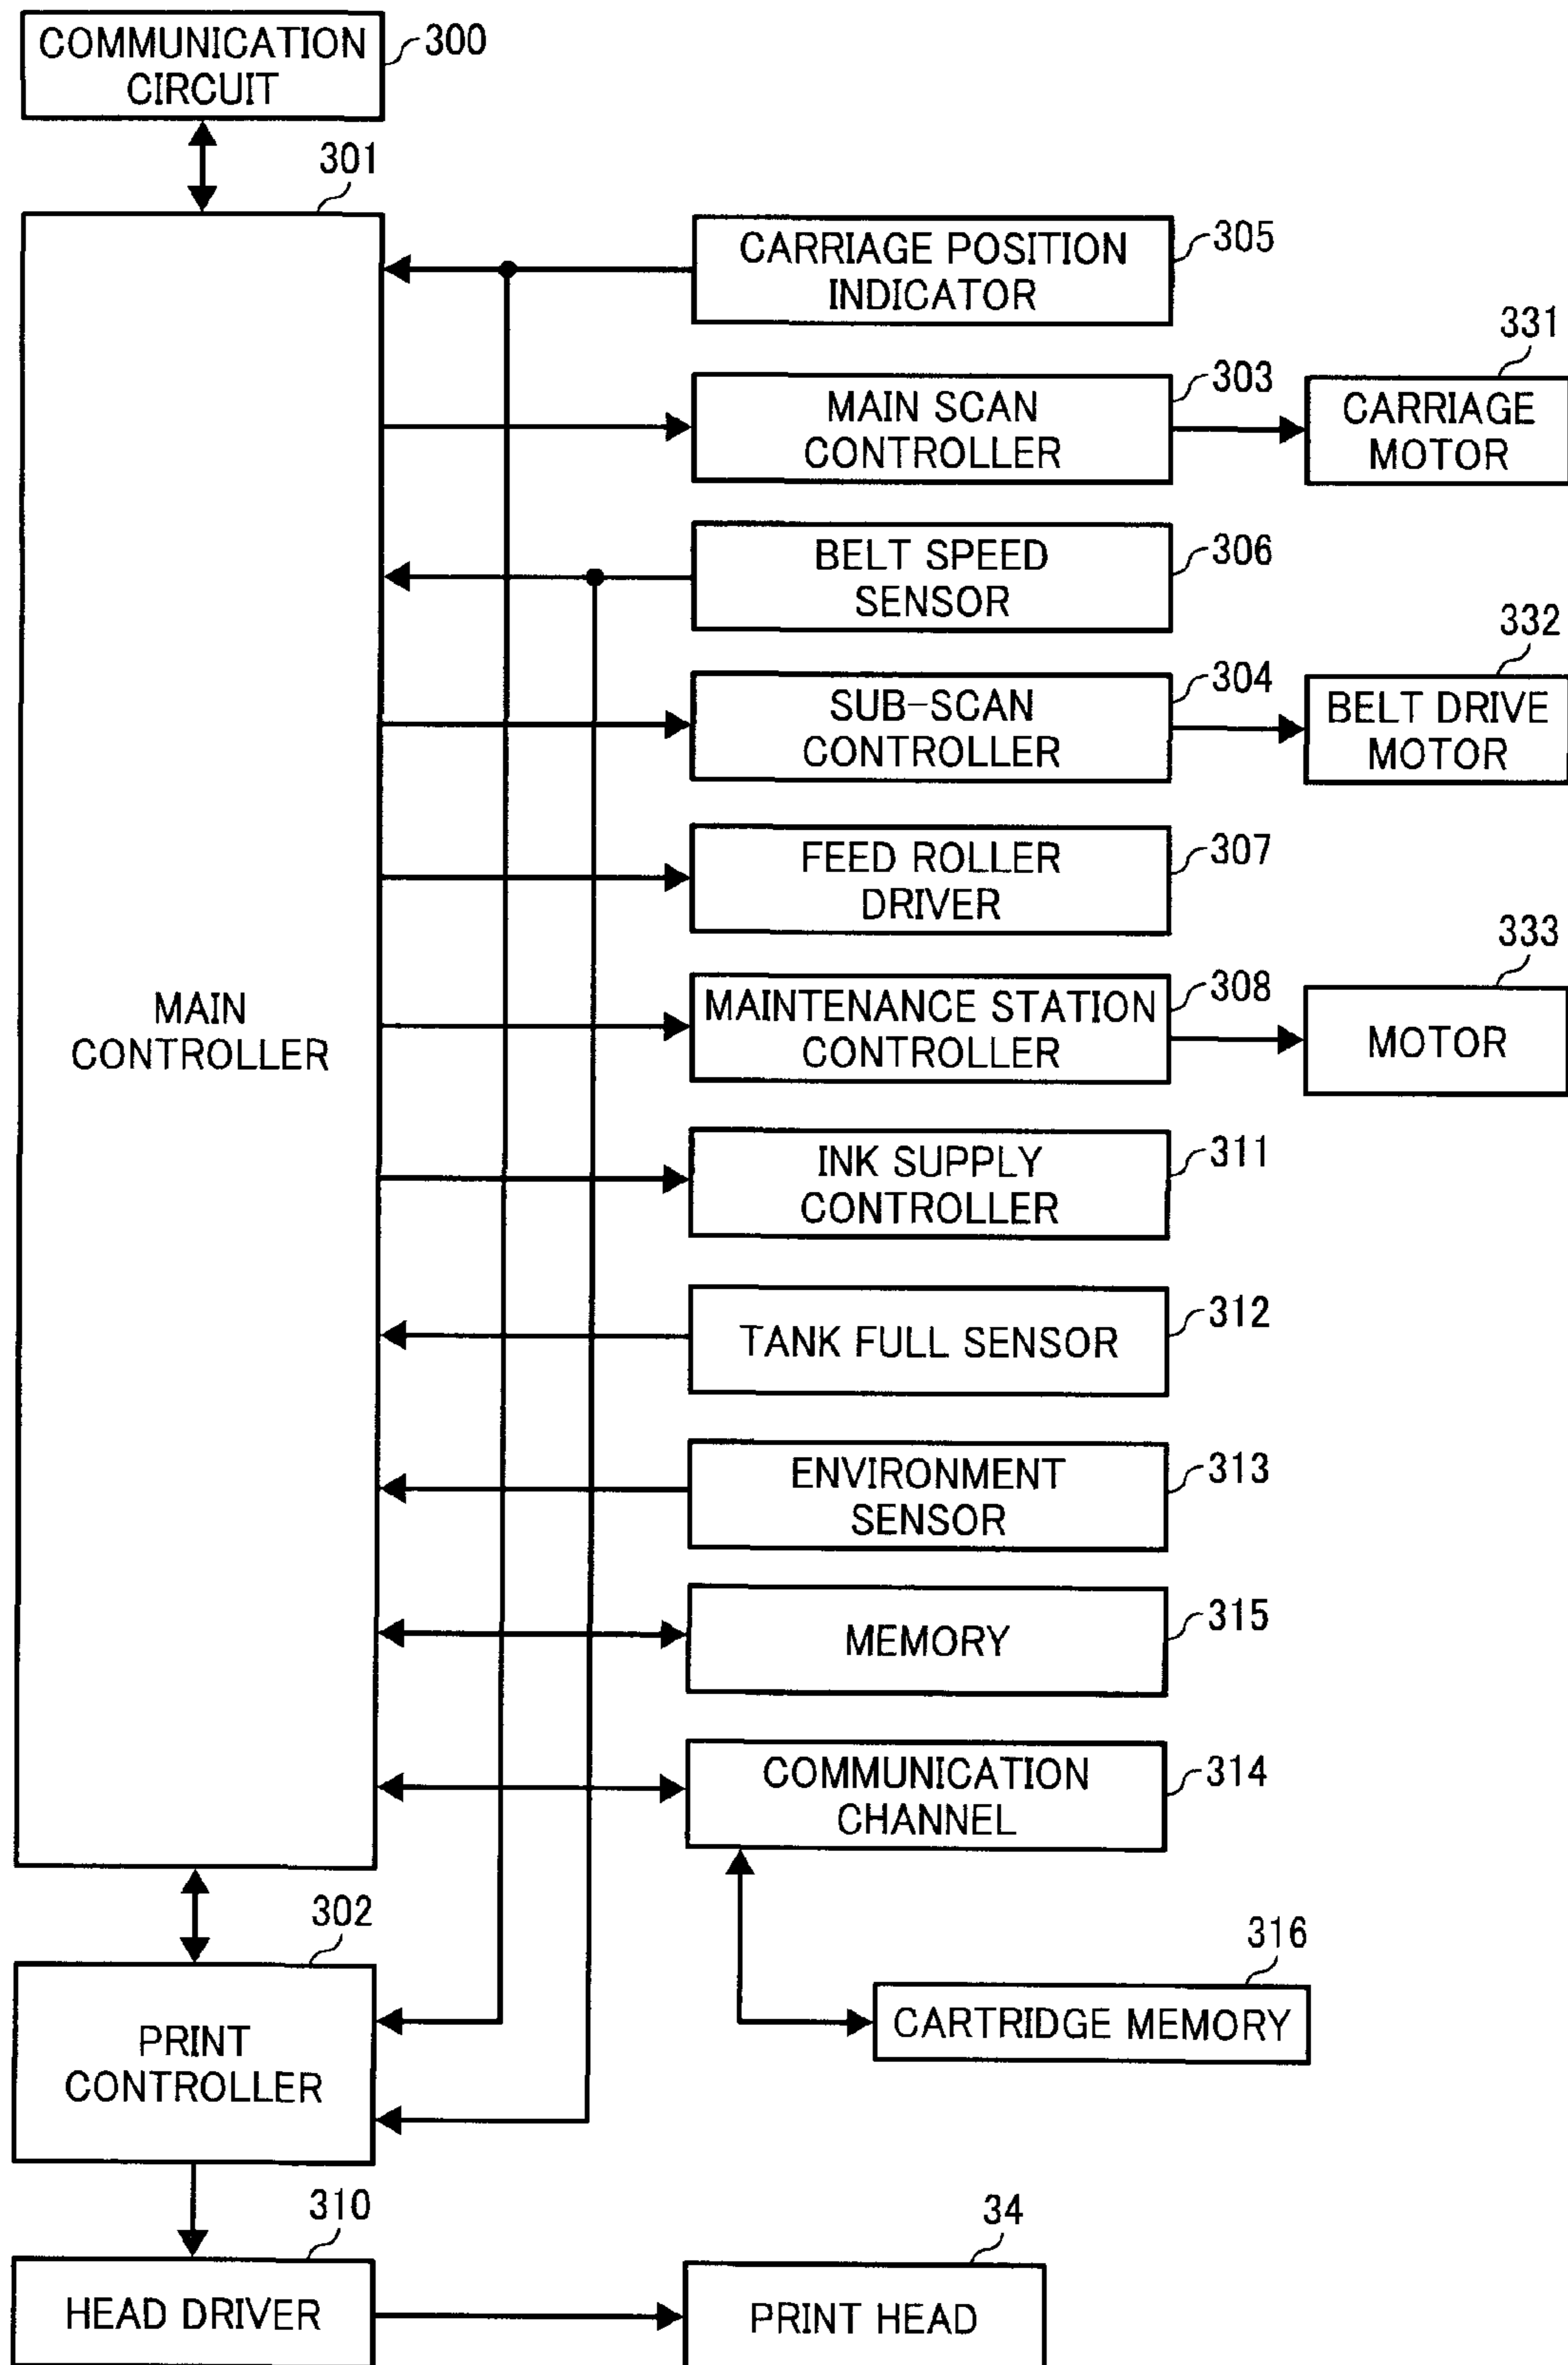 COMMUNICATION
CIRCUIT
300
301
MAIN
CONTROLLER
CARRIAGE POSITION
INDICATOR
305
MAIN SCAN
CONTROLLER
303
331
CARRIAGE
MOTOR
BELT SPEED
SENSOR
306
SUB-SCAN
CONTROLLER
304
332
BELT DRIVE
MOTOR
FEED ROLLER
DRIVER
307
MAINTENANCE STATION
CONTROLLER
308
333
MOTOR
INK SUPPLY
CONTROLLER
311
TANK FULL SENSOR
312
ENVIRONMENT
SENSOR
313
MEMORY
315
COMMUNICATION
CHANNEL
314
316
CARTRIDGE MEMORY
302
PRINT
CONTROLLER
310
HEAD DRIVER
34
PRINT HEAD